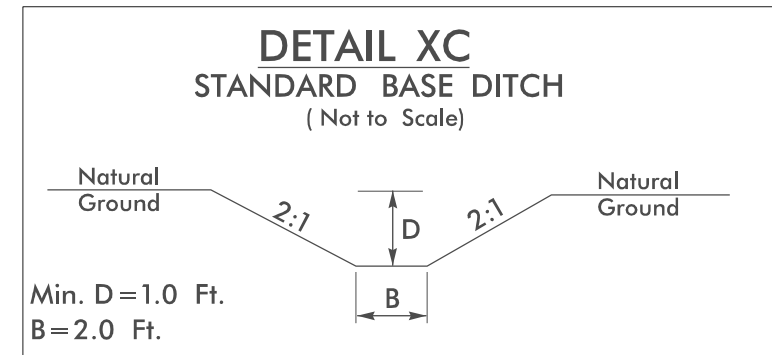 DETAIL XC
STANDARD BASE DITCH
( Not to Scale)
Natural
Ground
2:1
D
2:1
Natural
Ground
B
Min. D=1.0 Ft.
B=2.0 Ft.